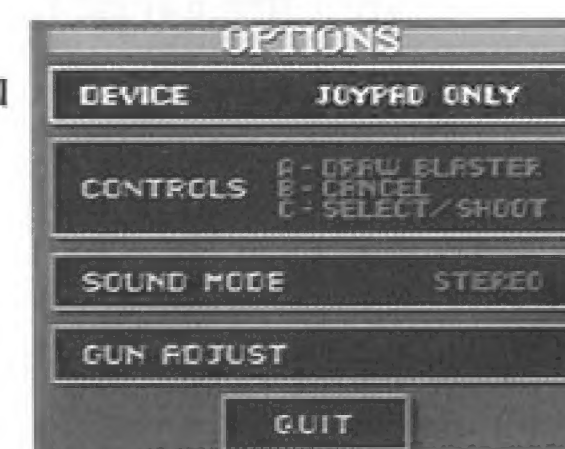 OPTIONS
DEVICE JOYPAD ONLY
CONTROLS
A - DRAW BLASTER
B - CANCEL
C - SELECT/SHOOT
SOUND MODE STEREO
GUN ADJUST
QUIT